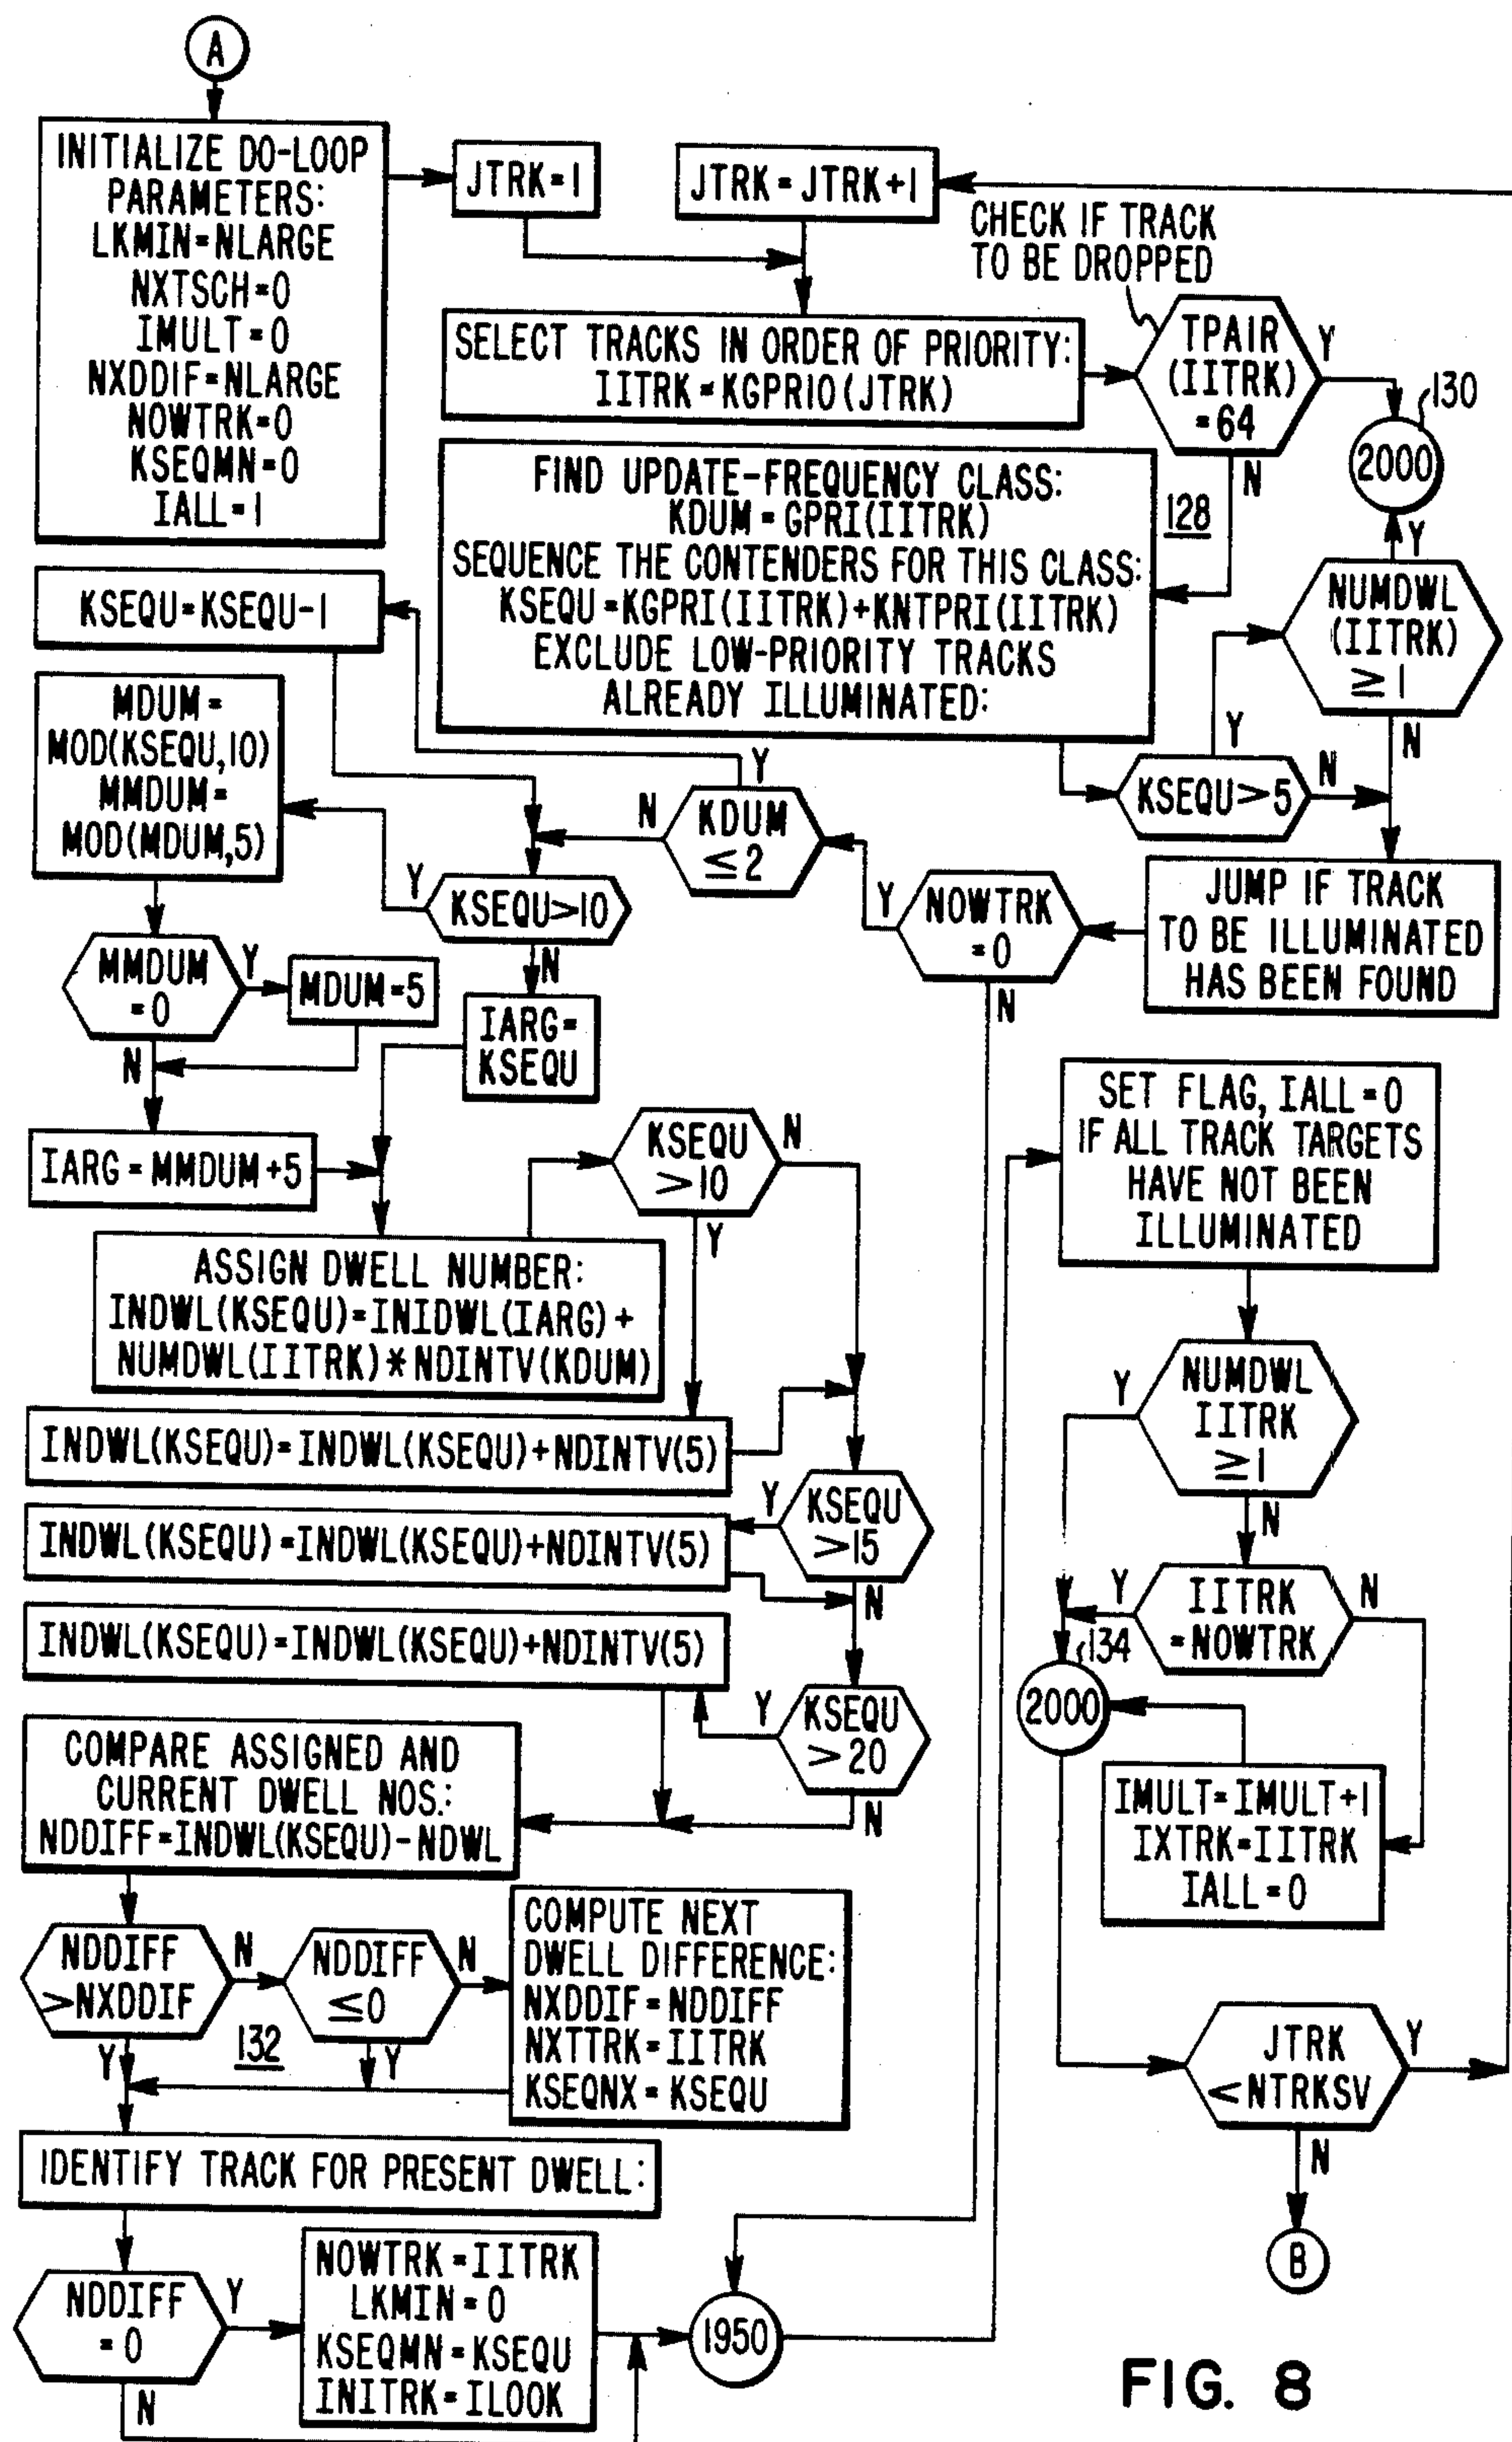 A
INITIALIZE DO-LOOP
PARAMETERS:
LKMIN=NLARGE
NXTSCH=0
IMULT=0
NXDDIF=NLARGE
NOWTRK=0
KSEQMN=0
IALL=1
JTRK=1
JTRK=JTRK+1
CHECK IF TRACK
TO BE DROPPED
SELECT TRACKS IN ORDER OF PRIORITY:
IITRK=KGPRIO(JTRK)
TPAIR
(IITRK)
=64
Y
N
130
2000
FIND UPDATE-FREQUENCY CLASS:
KDUM=GPRI(IITRK)
SEQUENCE THE CONTENDERS FOR THIS CLASS:
KSEQU=KGPRI(IITRK)+KNTPRI(IITRK)
EXCLUDE LOW-PRIORITY TRACKS
ALREADY ILLUMINATED:
128
Y
NUMDWL
(IITRK)
≥1
N
KSEQU>5
Y
N
KSEQU=KSEQU-1
MDUM=
MOD(KSEQU,10)
MMDUM=
MOD(MDUM,5)
KDUM
≤2
Y
N
NOWTRK
=0
Y
N
JUMP IF TRACK
TO BE ILLUMINATED
HAS BEEN FOUND
KSEQU>10
Y
N
MMDUM
=0
Y
N
MDUM=5
IARG=
KSEQU
IARG=MMDUM+5
KSEQU
>10
N
Y
SET FLAG, IALL=0
IF ALL TRACK TARGETS
HAVE NOT BEEN
ILLUMINATED
ASSIGN DWELL NUMBER:
INDWL(KSEQU)=INIDWL(IARG)+
NUMDWL(IITRK)*NDINTV(KDUM)
NUMDWL
IITRK
≥1
Y
N
INDWL(KSEQU)=INDWL(KSEQU)+NDINTV(5)
KSEQU
>15
Y
N
INDWL(KSEQU)=INDWL(KSEQU)+NDINTV(5)
IITRK
=NOWTRK
Y
N
INDWL(KSEQU)=INDWL(KSEQU)+NDINTV(5)
134
2000
KSEQU
>20
Y
N
COMPARE ASSIGNED AND
CURRENT DWELL NOS.:
NDDIFF=INDWL(KSEQU)-NDWL
IMULT=IMULT+1
IXTRK=IITRK
IALL=0
NDDIFF
>NXDDIF
N
Y
NDDIFF
≤0
N
Y
132
COMPUTE NEXT
DWELL DIFFERENCE:
NXDDIF=NDDIFF
NXTTRK=IITRK
KSEQNX=KSEQU
JTRK
<NTRKSV
Y
N
B
IDENTIFY TRACK FOR PRESENT DWELL:
NDDIFF
=0
Y
N
NOWTRK=IITRK
LKMIN=0
KSEQMN=KSEQU
INITRK=ILOOK
1950
FIG. 8